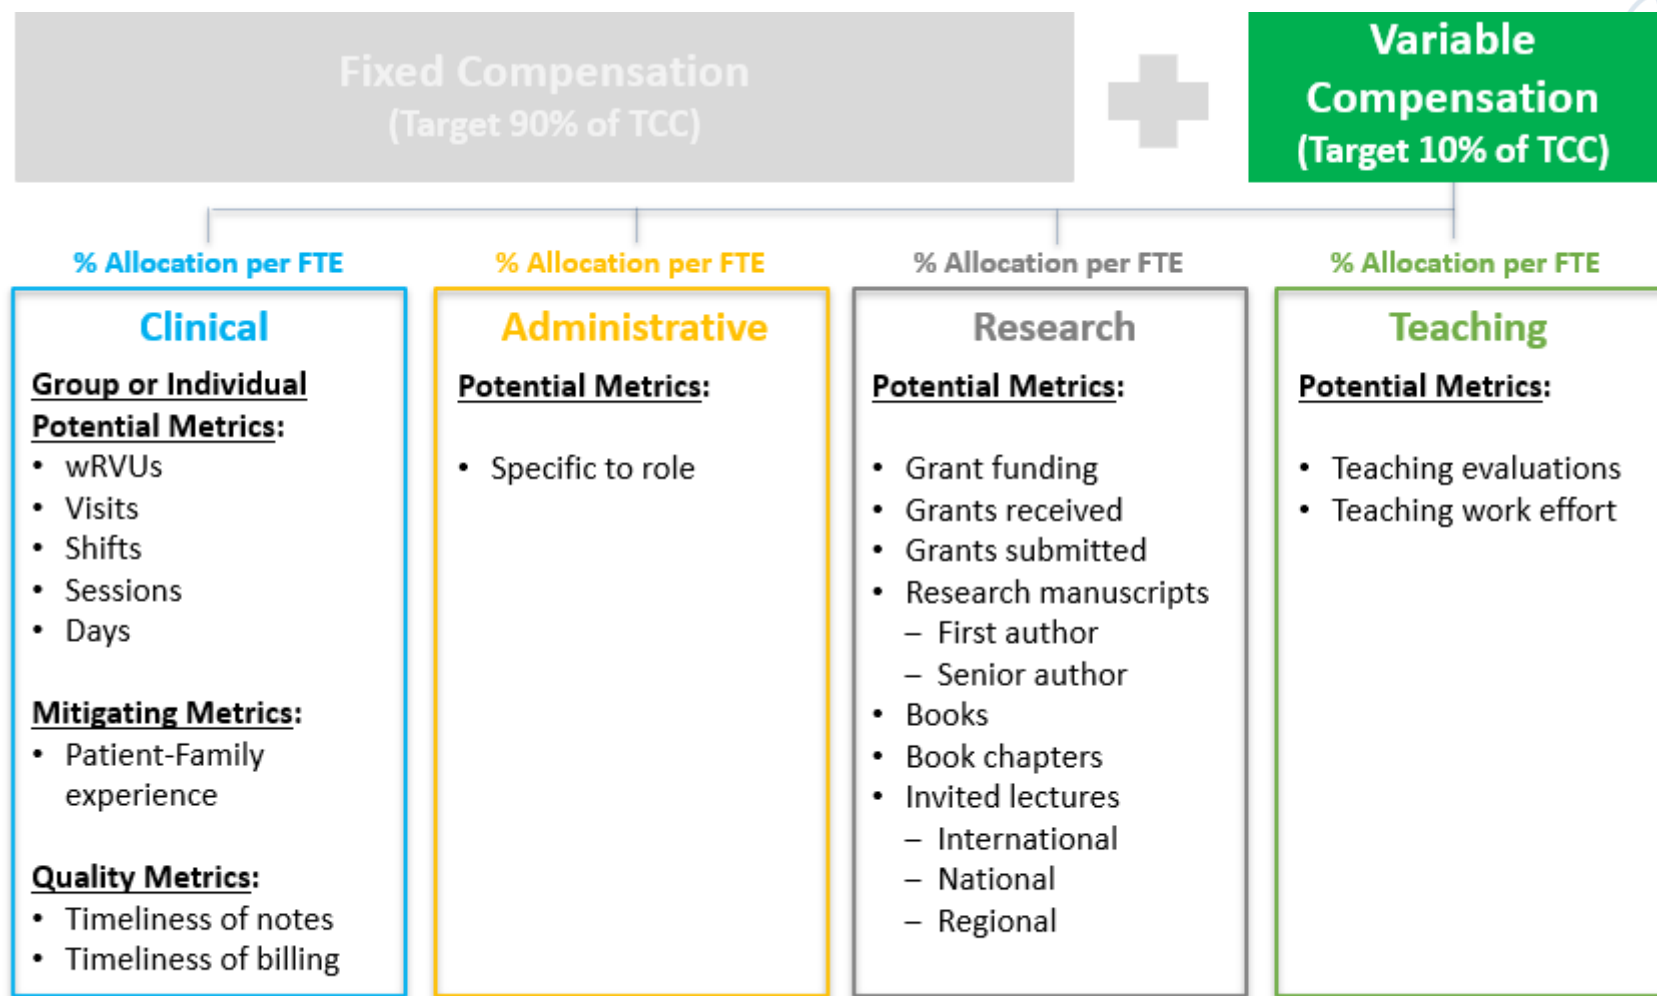 Fixed Compensation
(Target 90% of TCC)
Variable
Compensation
(Target 10% of TCC)
% Allocation per FTE
Clinical
Group or Individual
Potential Metrics:
• wRVUs
• Visits
• Shifts
• Sessions
• Days
Mitigating Metrics:
• Patient-Family
experience
Quality Metrics:
• Timeliness of notes
• Timeliness of billing
% Allocation per FTE
Administrative
Potential Metrics:
• Specific to role
% Allocation per FTE
Research
Potential Metrics:
• Grant funding
• Grants received
• Grants submitted
• Research manuscripts
– First author
– Senior author
• Books
• Book chapters
• Invited lectures
– International
– National
– Regional
% Allocation per FTE
Teaching
Potential Metrics:
• Teaching evaluations
• Teaching work effort